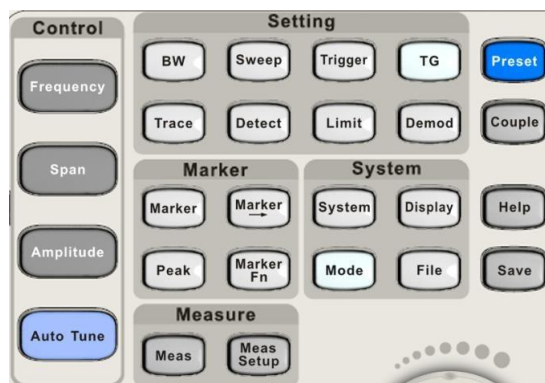 Control
Frequency
Span
Amplitude
Auto Tune
Setting
BW
Sweep
Trigger
TG
Trace
Detect
Limit
Demod
Marker
Marker
Marker
→
Peak
Marker
Fn
System
System
Display
Mode
File
Measure
Meas
Meas
Setup
Preset
Couple
Help
Save